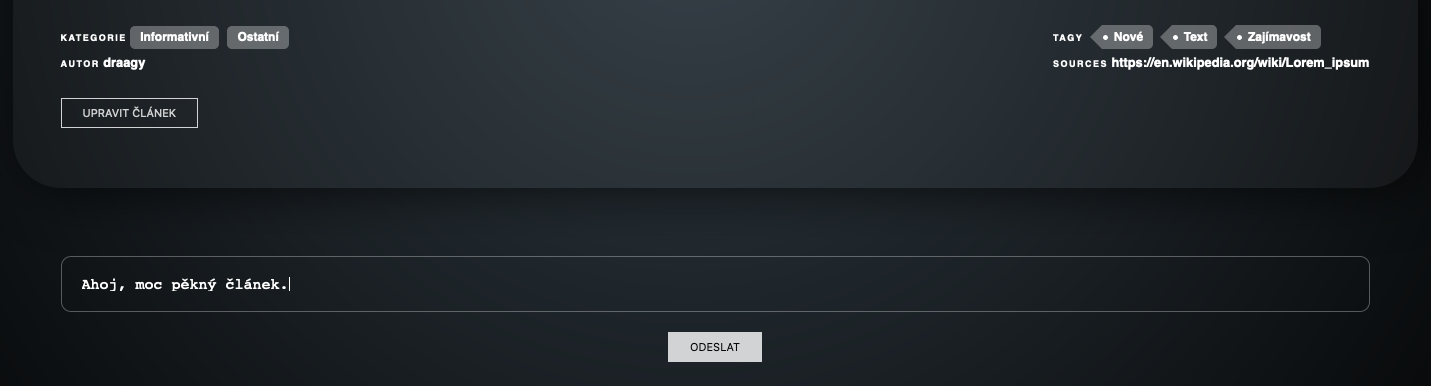 KATEGORIE Informativní Ostatní
AUTOR draagy
TAGY Nové Text Zajímavost
SOURCES https://en.wikipedia.org/wiki/Lorem_ipsum
UPRAVIT ČLÁNEK
Ahoj, moc pěkný článek.
ODESLAT